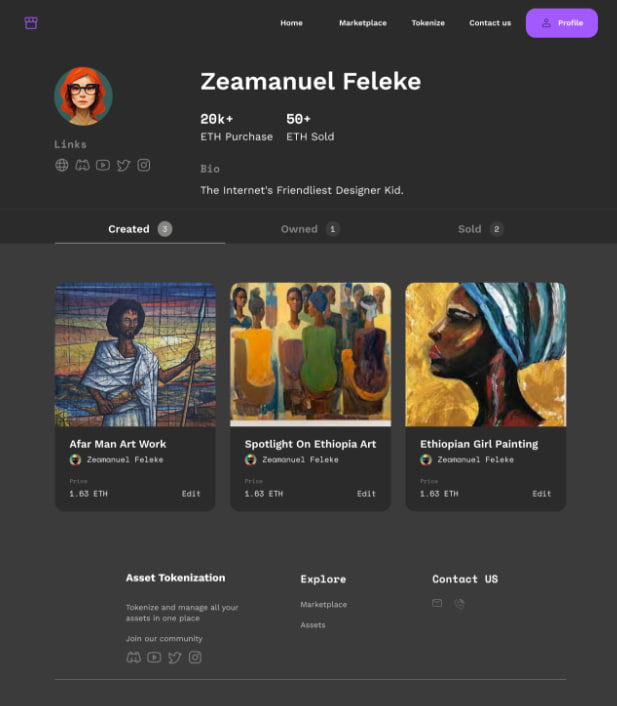 Home Marketplace Tokenize Contact us Profile
Zeamanuel Feleke
20k+ 50+
ETH Purchase ETH Sold
Links
Bio
The Internet's Friendliest Designer Kid.
Created 3 Owned 1 Sold 2
Afar Man Art Work
Zeamanuel Feleke
Price
1.63 ETH Edit
Spotlight On Ethiopia Art
Zeamanuel Feleke
Price
1.63 ETH Edit
Ethiopian Girl Painting
Zeamanuel Feleke
Price
1.63 ETH Edit
Asset Tokenization
Tokenize and manage all your
assets in one place
Join our community
Explore
Marketplace
Assets
Contact US